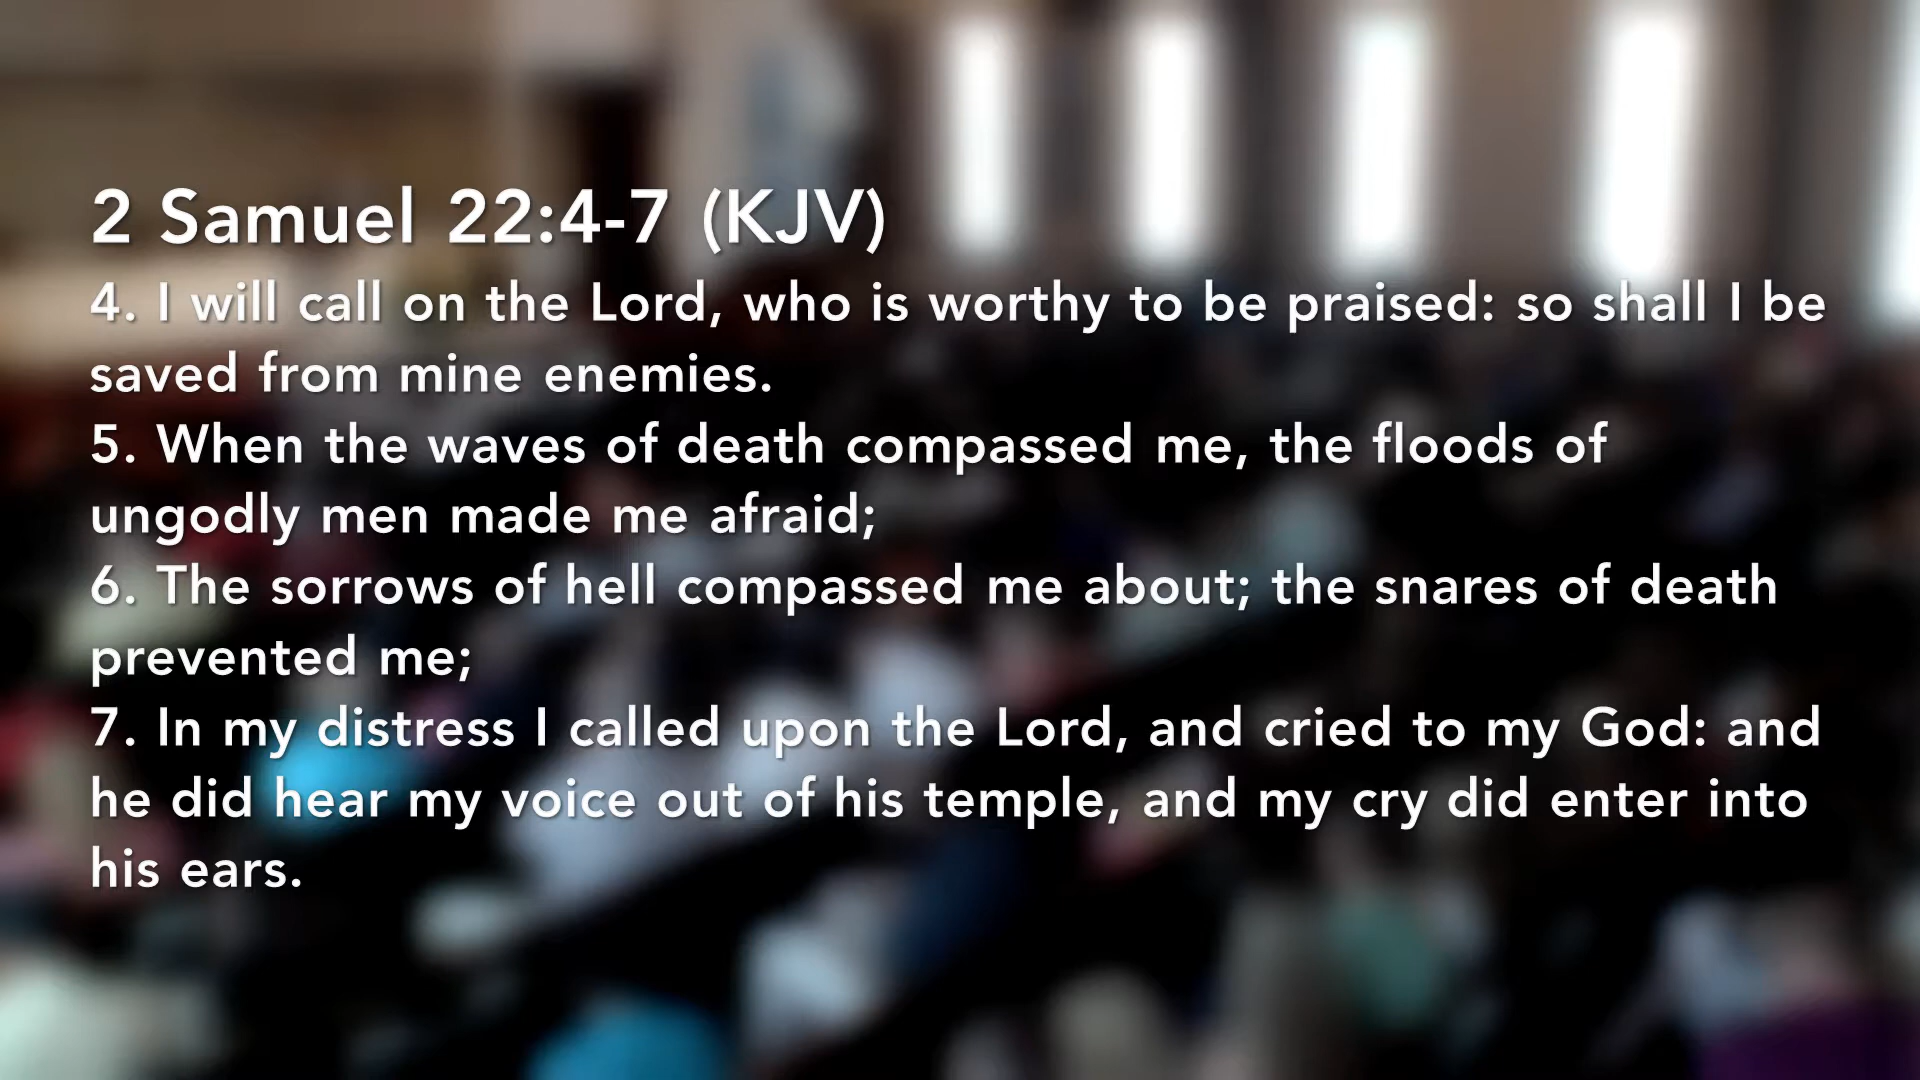 2 Samuel 22:4-7 (KJV)
4. I will call on the Lord, who is worthy to be praised: so shall I be
saved from mine enemies.
5. When the waves of death compassed me, the floods of
ungodly men made me afraid;
6. The sorrows of hell compassed me about; the snares of death
prevented me;
7. In my distress I called upon the Lord, and cried to my God: and
he did hear my voice out of his temple, and my cry did enter into
his ears.